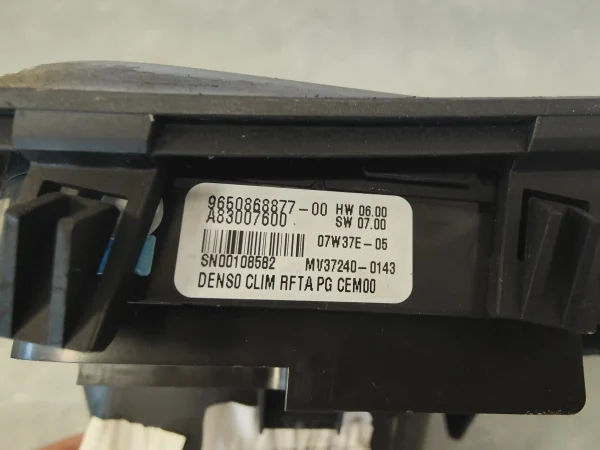 9650868877-00 HW 06.00
A83007600 SW 07.00
07W37E-05
SN00108582 MV37240-0143
DENSO CLIM RFTA PG CEM00